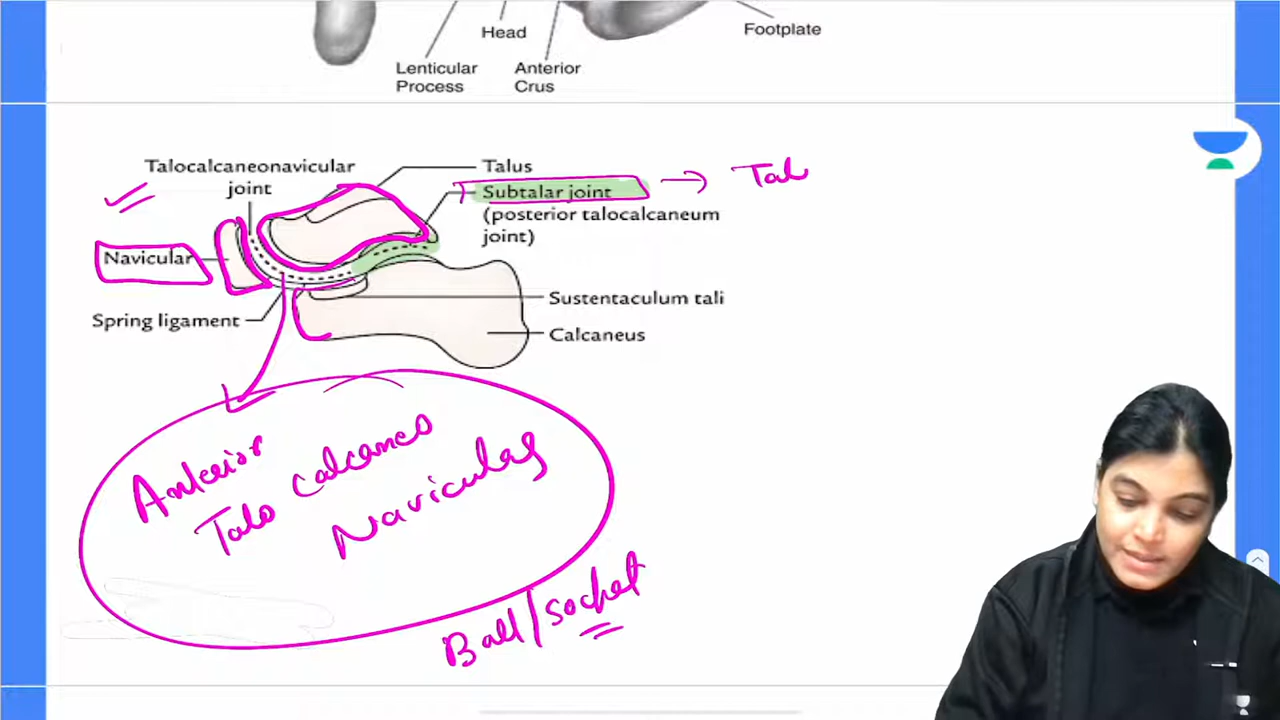 Head
Footplate
Lenticular
Process
Anterior
Crus
Talocalcaneonavicular
joint
Talus
Subtalar joint
(posterior talocalcaneum
joint)
→ Tal
Navicular
Sustentaculum tali
Spring ligament
Calcaneus
Anterior
Talo calcaneo
Navicular
Ball/socket